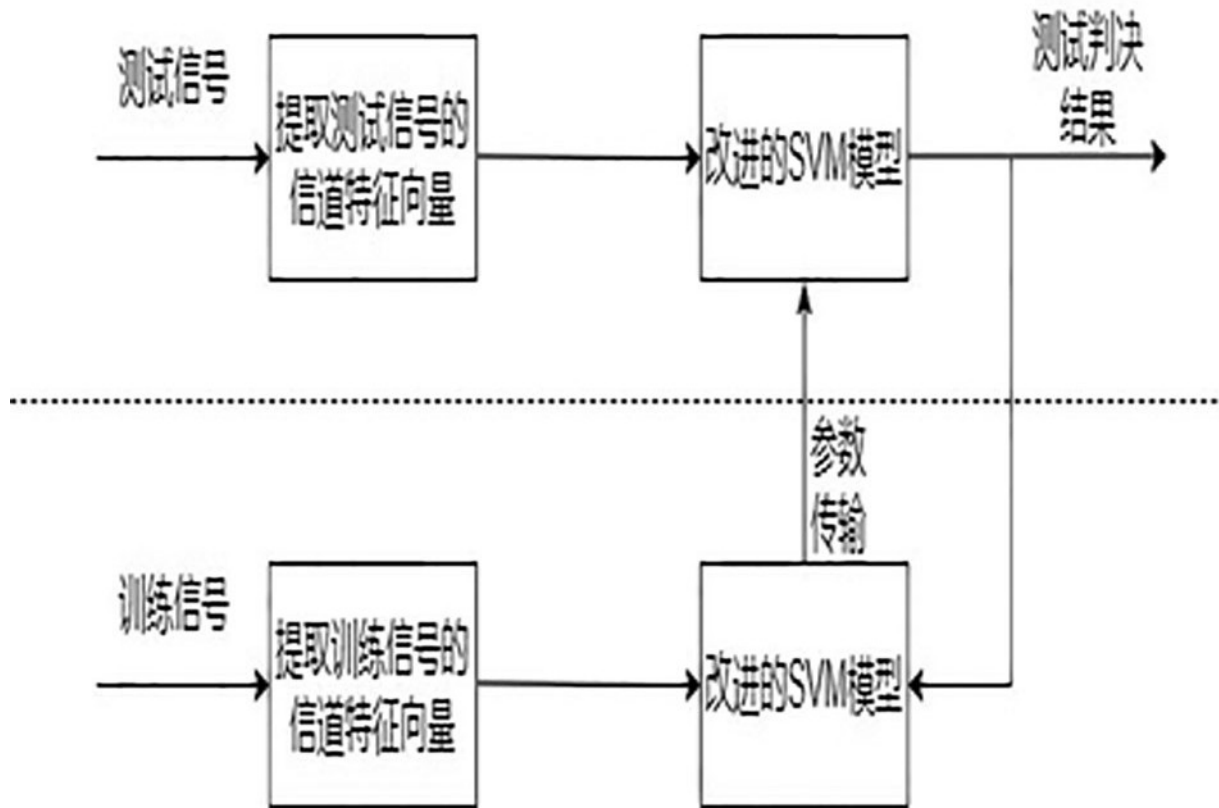 测试信号
提取测试信号的
信道特征向量
改进的SVM模型
测试判决
结果
参数
传输
训练信号
提取训练信号的
信道特征向量
改进的SVM模型